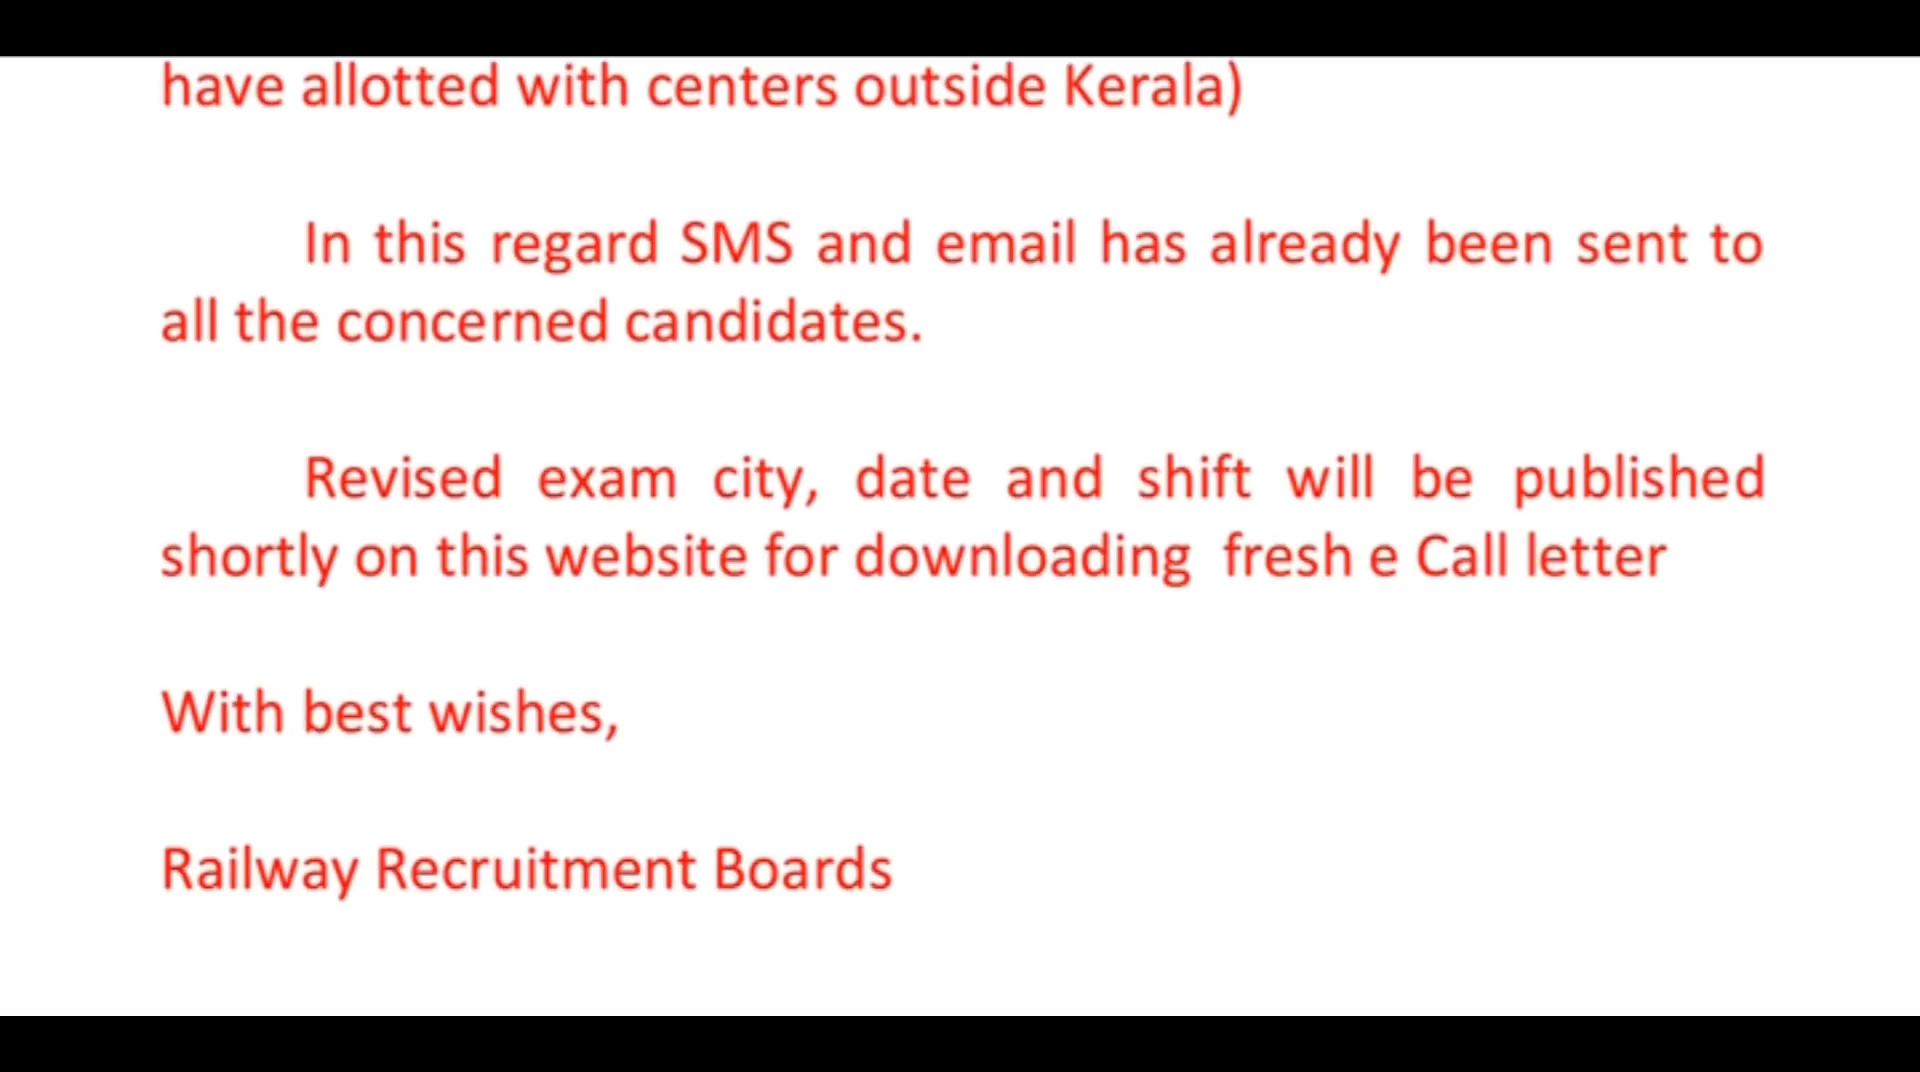 have allotted with centers outside Kerala)
In this regard SMS and email has already been sent to
all the concerned candidates.
Revised exam city, date and shift will be published
shortly on this website for downloading  fresh e Call letter
With best wishes,
Railway Recruitment Boards